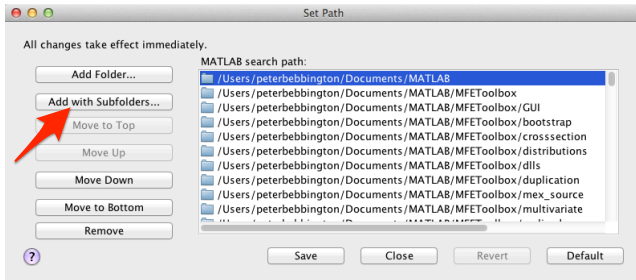 Set Path
All changes take effect immediately.
MATLAB search path:
Add Folder...
Add with Subfolders...
Move to Top
Move Up
Move Down
Move to Bottom
Remove
/Users/peterbebbington/Documents/MATLAB
/Users/peterbebbington/Documents/MATLAB/MFEToolbox
/Users/peterbebbington/Documents/MATLAB/MFEToolbox/GUI
/Users/peterbebbington/Documents/MATLAB/MFEToolbox/bootstrap
/Users/peterbebbington/Documents/MATLAB/MFEToolbox/crosssection
/Users/peterbebbington/Documents/MATLAB/MFEToolbox/distributions
/Users/peterbebbington/Documents/MATLAB/MFEToolbox/dlls
/Users/peterbebbington/Documents/MATLAB/MFEToolbox/duplication
/Users/peterbebbington/Documents/MATLAB/MFEToolbox/mex_source
/Users/peterbebbington/Documents/MATLAB/MFEToolbox/multivariate
?
Save
Close
Revert
Default